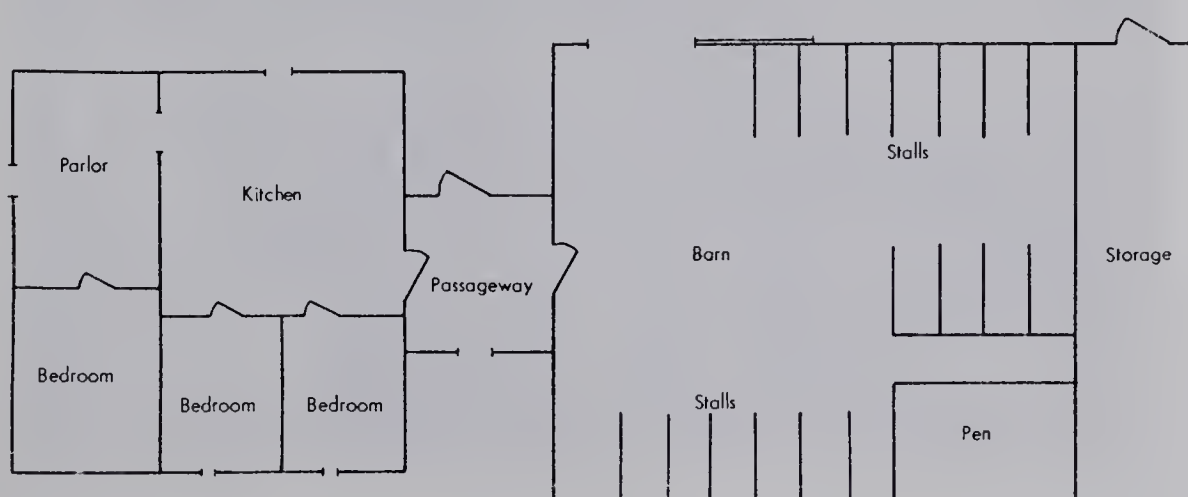 Parlor
Kitchen
Stalls
Barn
Storage
Passageway
Bedroom
Bedroom
Bedroom
Stalls
Pen